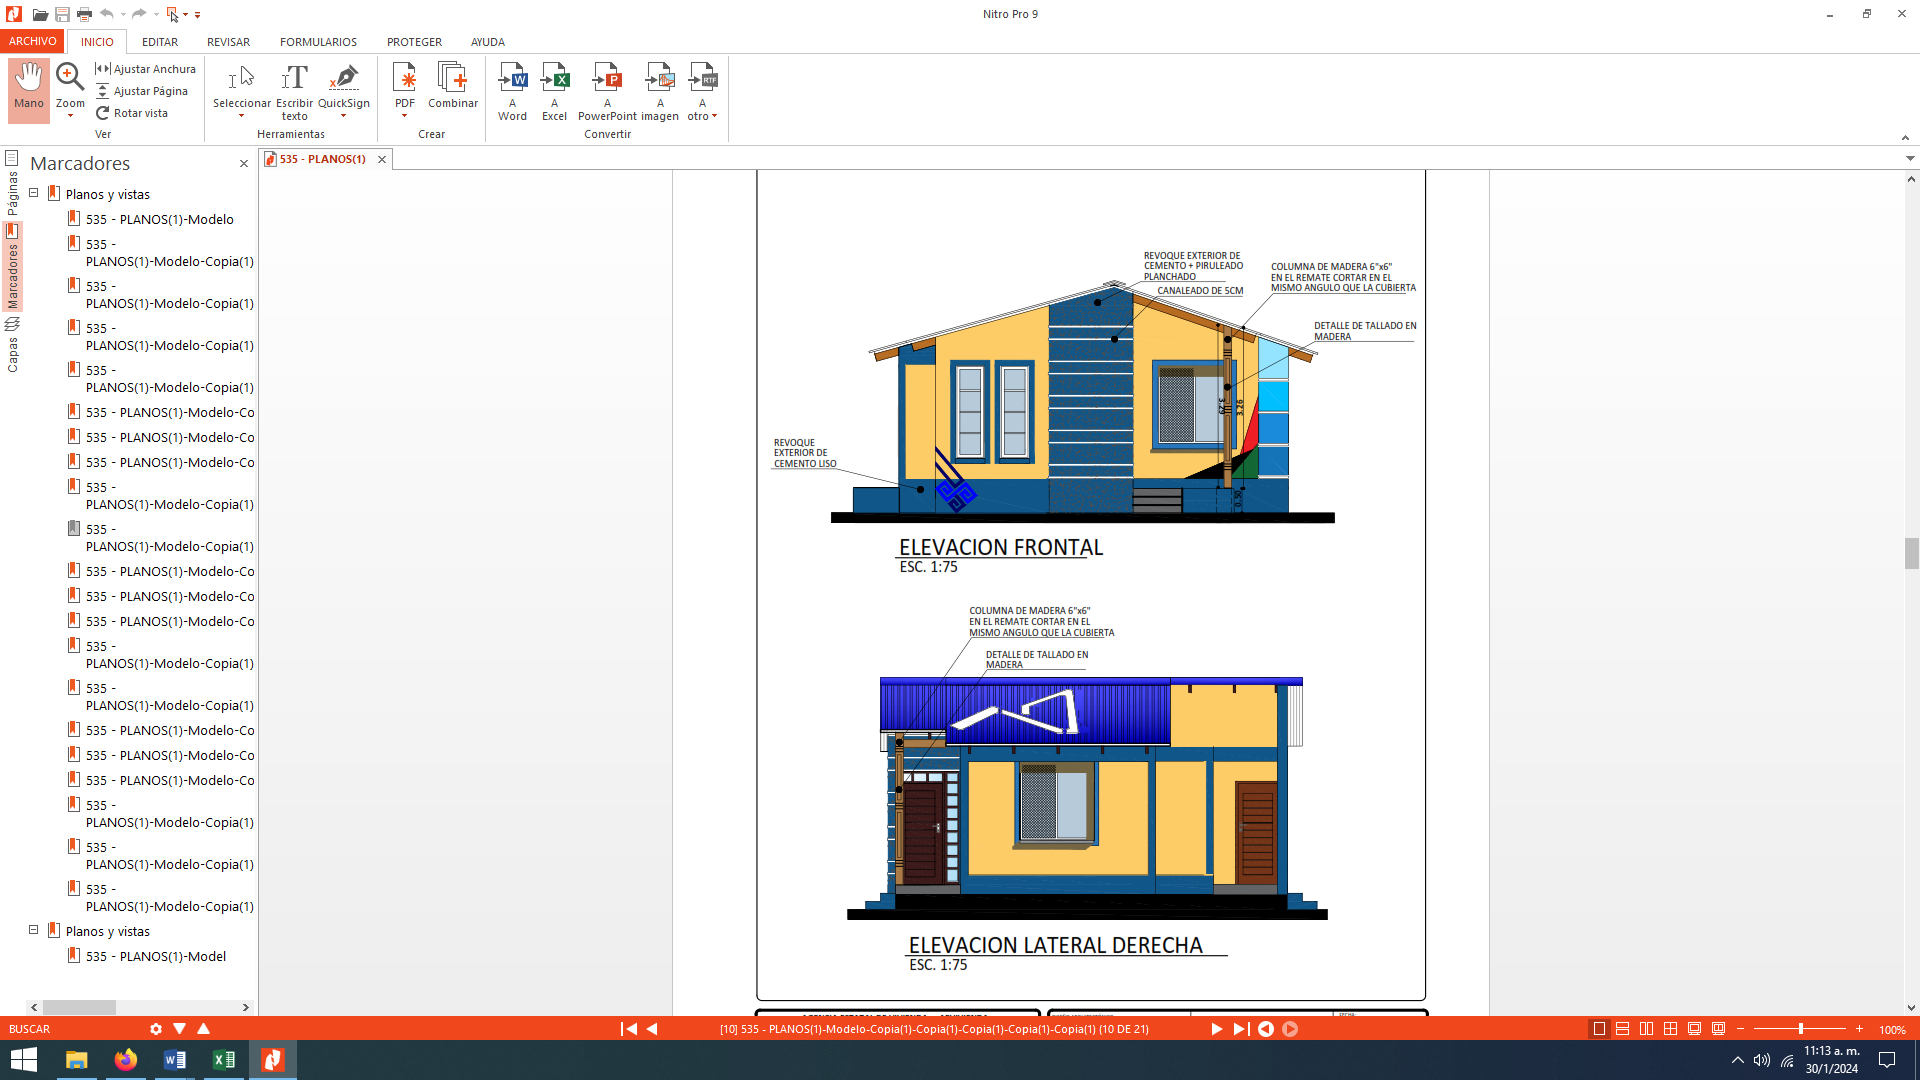 Nitro Pro 9
ARCHIVO
INICIO
EDITAR
REVISAR
FORMULARIOS
PROTEGER
AYUDA
Mano
Zoom
Ajustar Anchura
Ajustar Página
Rotar vista
Ver
Seleccionar
Escribir
texto
QuickSign
Herramientas
PDF
Combinar
Crear
A
Word
A
Excel
A
PowerPoint
A
imagen
A
otro
Convertir
Páginas
Marcadores
Capas
Marcadores
535 - PLANOS(1)
Planos y vistas
535 - PLANOS(1)-Modelo
535 -
PLANOS(1)-Modelo-Copia(1)
535 -
PLANOS(1)-Modelo-Copia(1)
535 -
PLANOS(1)-Modelo-Copia(1)
535 -
PLANOS(1)-Modelo-Copia(1)
535 - PLANOS(1)-Modelo-Co
535 - PLANOS(1)-Modelo-Co
535 - PLANOS(1)-Modelo-Co
535 -
PLANOS(1)-Modelo-Copia(1)
535 -
PLANOS(1)-Modelo-Copia(1)
535 - PLANOS(1)-Modelo-Co
535 - PLANOS(1)-Modelo-Co
535 - PLANOS(1)-Modelo-Co
535 -
PLANOS(1)-Modelo-Copia(1)
535 -
PLANOS(1)-Modelo-Copia(1)
535 - PLANOS(1)-Modelo-Co
535 - PLANOS(1)-Modelo-Co
535 - PLANOS(1)-Modelo-Co
535 -
PLANOS(1)-Modelo-Copia(1)
535 -
PLANOS(1)-Modelo-Copia(1)
535 -
PLANOS(1)-Modelo-Copia(1)
Planos y vistas
535 - PLANOS(1)-Model
REVOQUE EXTERIOR DE
CEMENTO + PIRULEADO
PLANCHADO
CANALEADO DE 5CM
COLUMNA DE MADERA 6"x6"
EN EL REMATE CORTAR EN EL
MISMO ANGULO QUE LA CUBIERTA
DETALLE DE TALLADO EN
MADERA
REVOQUE
EXTERIOR DE
CEMENTO LISO
3.29
3.26
0.50
ELEVACION FRONTAL
ESC. 1:75
COLUMNA DE MADERA 6"x6"
EN EL REMATE CORTAR EN EL
MISMO ANGULO QUE LA CUBIERTA
DETALLE DE TALLADO EN
MADERA
ELEVACION LATERAL DERECHA
ESC. 1:75
BUSCAR
[10] 535 - PLANOS(1)-Modelo-Copia(1)-Copia(1)-Copia(1)-Copia(1)-Copia(1) (10 DE 21)
100%
11:13 a. m.
30/1/2024